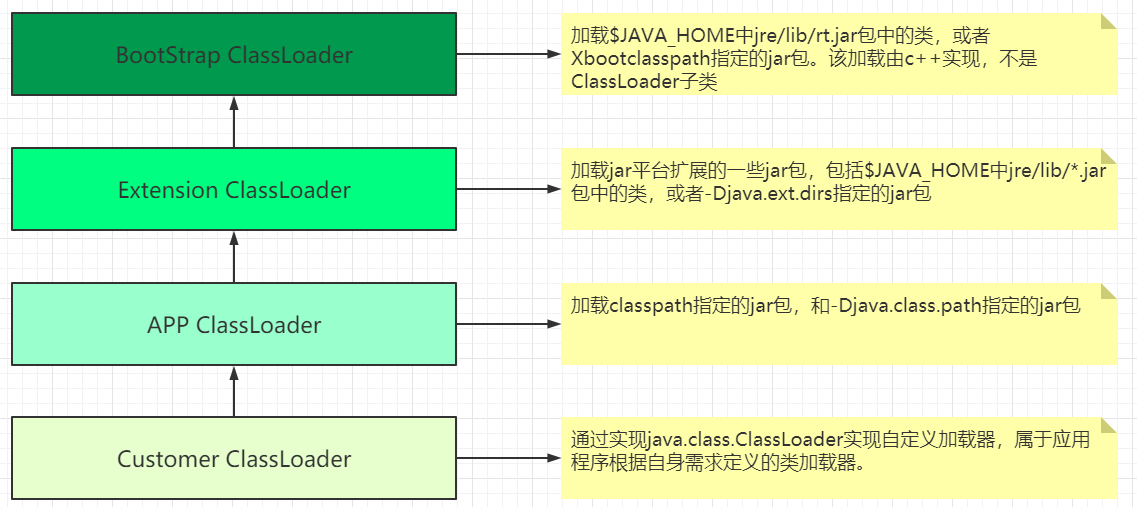 BootStrap ClassLoader
加载$JAVA_HOME中jre/lib/rt.jar包中的类，或者
Xbootclasspath指定的jar包。该加载由c++实现，不是
ClassLoader子类
Extension ClassLoader
加载jar平台扩展的一些jar包，包括$JAVA_HOME中jre/lib/*.jar
包中的类，或者-Djava.ext.dirs指定的jar包
APP ClassLoader
加载classpath指定的jar包，和-Djava.class.path指定的jar包
Customer ClassLoader
通过实现java.class.ClassLoader实现自定义加载器，属于应用
程序根据自身需求定义的类加载器。